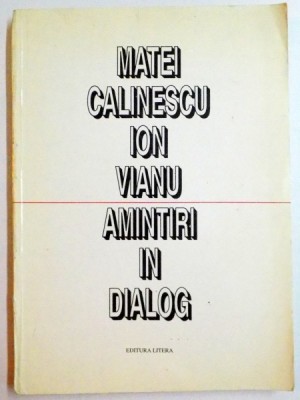 MATEI
CALINESCU
ION
VIANU
AMINTIRI
IN
DIALOG
EDITURA LITERA